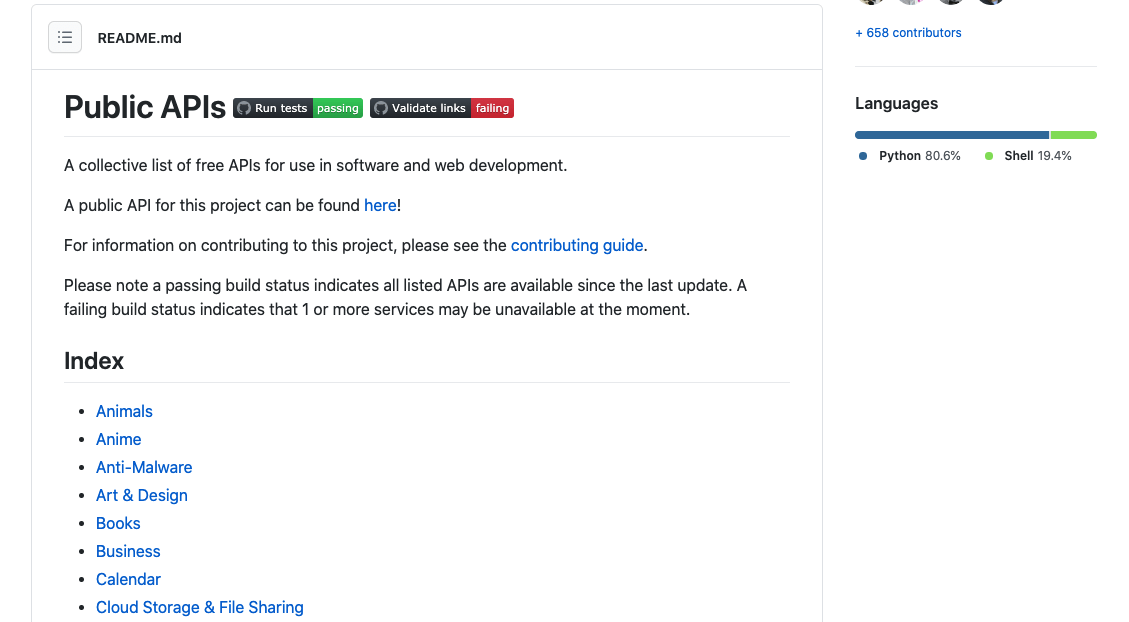 README.md
Public APIs Run tests passing Validate links failing
A collective list of free APIs for use in software and web development.
A public API for this project can be found here!
For information on contributing to this project, please see the contributing guide.
Please note a passing build status indicates all listed APIs are available since the last update. A
failing build status indicates that 1 or more services may be unavailable at the moment.
Index
Animals
Anime
Anti-Malware
Art & Design
Books
Business
Calendar
Cloud Storage & File Sharing
+ 658 contributors
Languages
Python 80.6% Shell 19.4%